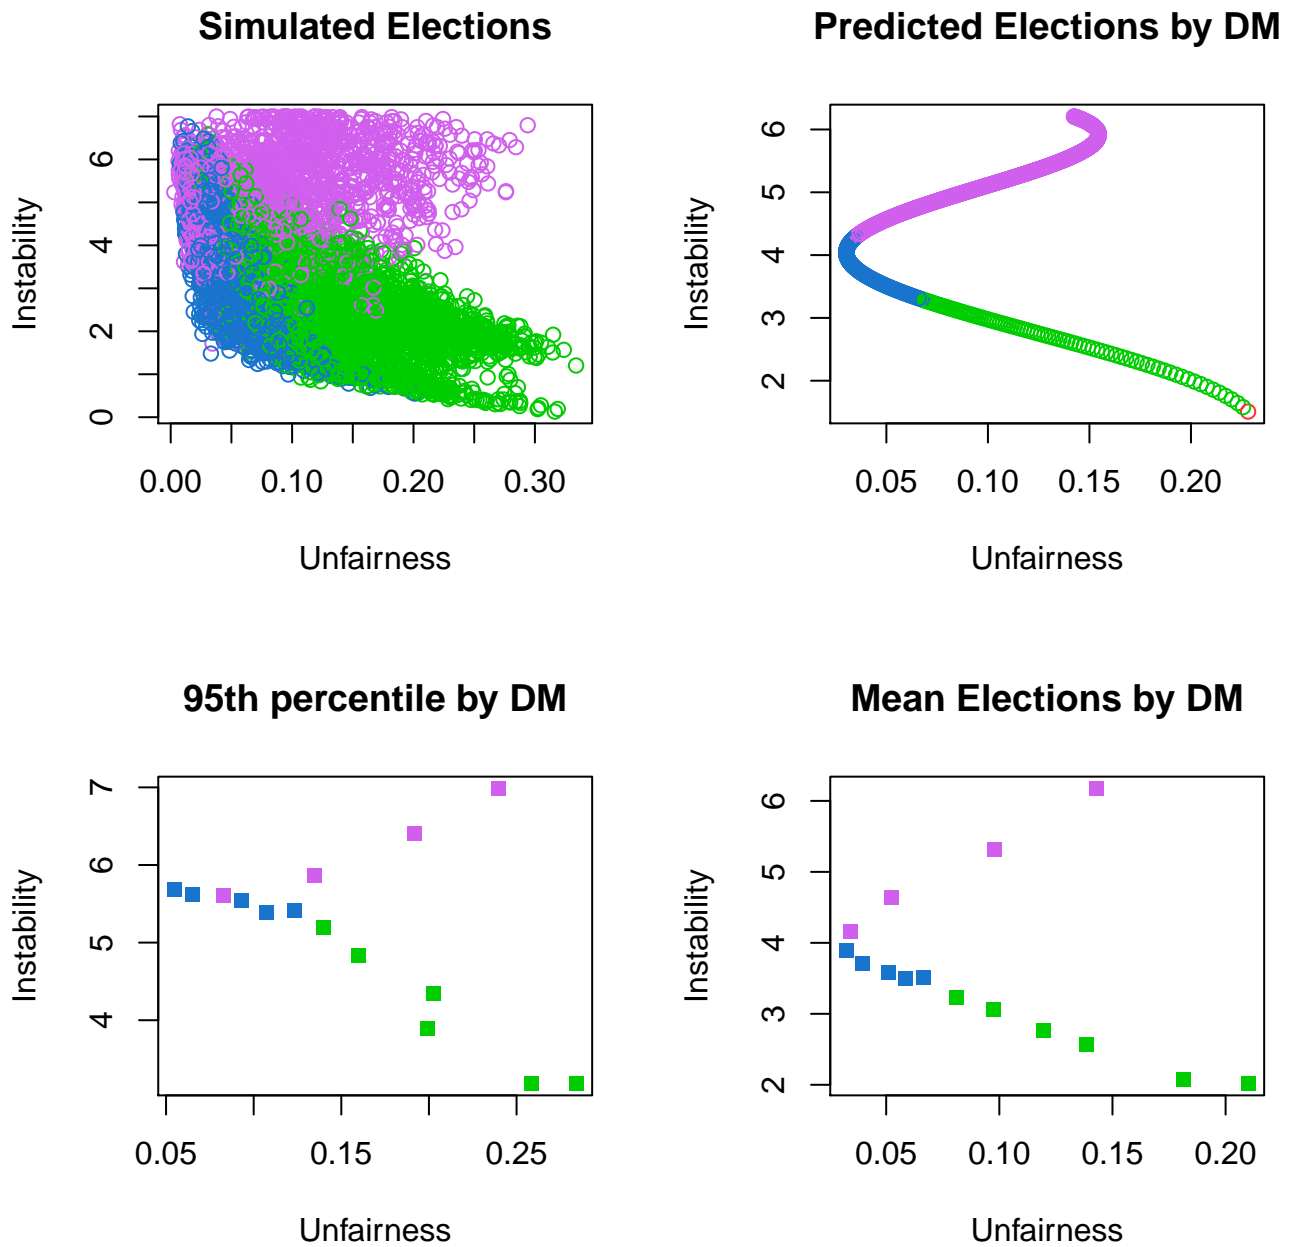 Simulated Elections
Instability
6
4
2
0
0.00 0.10 0.20 0.30
Unfairness
Predicted Elections by DM
Instability
6
5
4
3
2
0.05 0.10 0.15 0.20
Unfairness
95th percentile by DM
Instability
7
6
5
4
0.05 0.15 0.25
Unfairness
Mean Elections by DM
Instability
6
5
4
3
2
0.05 0.10 0.15 0.20
Unfairness